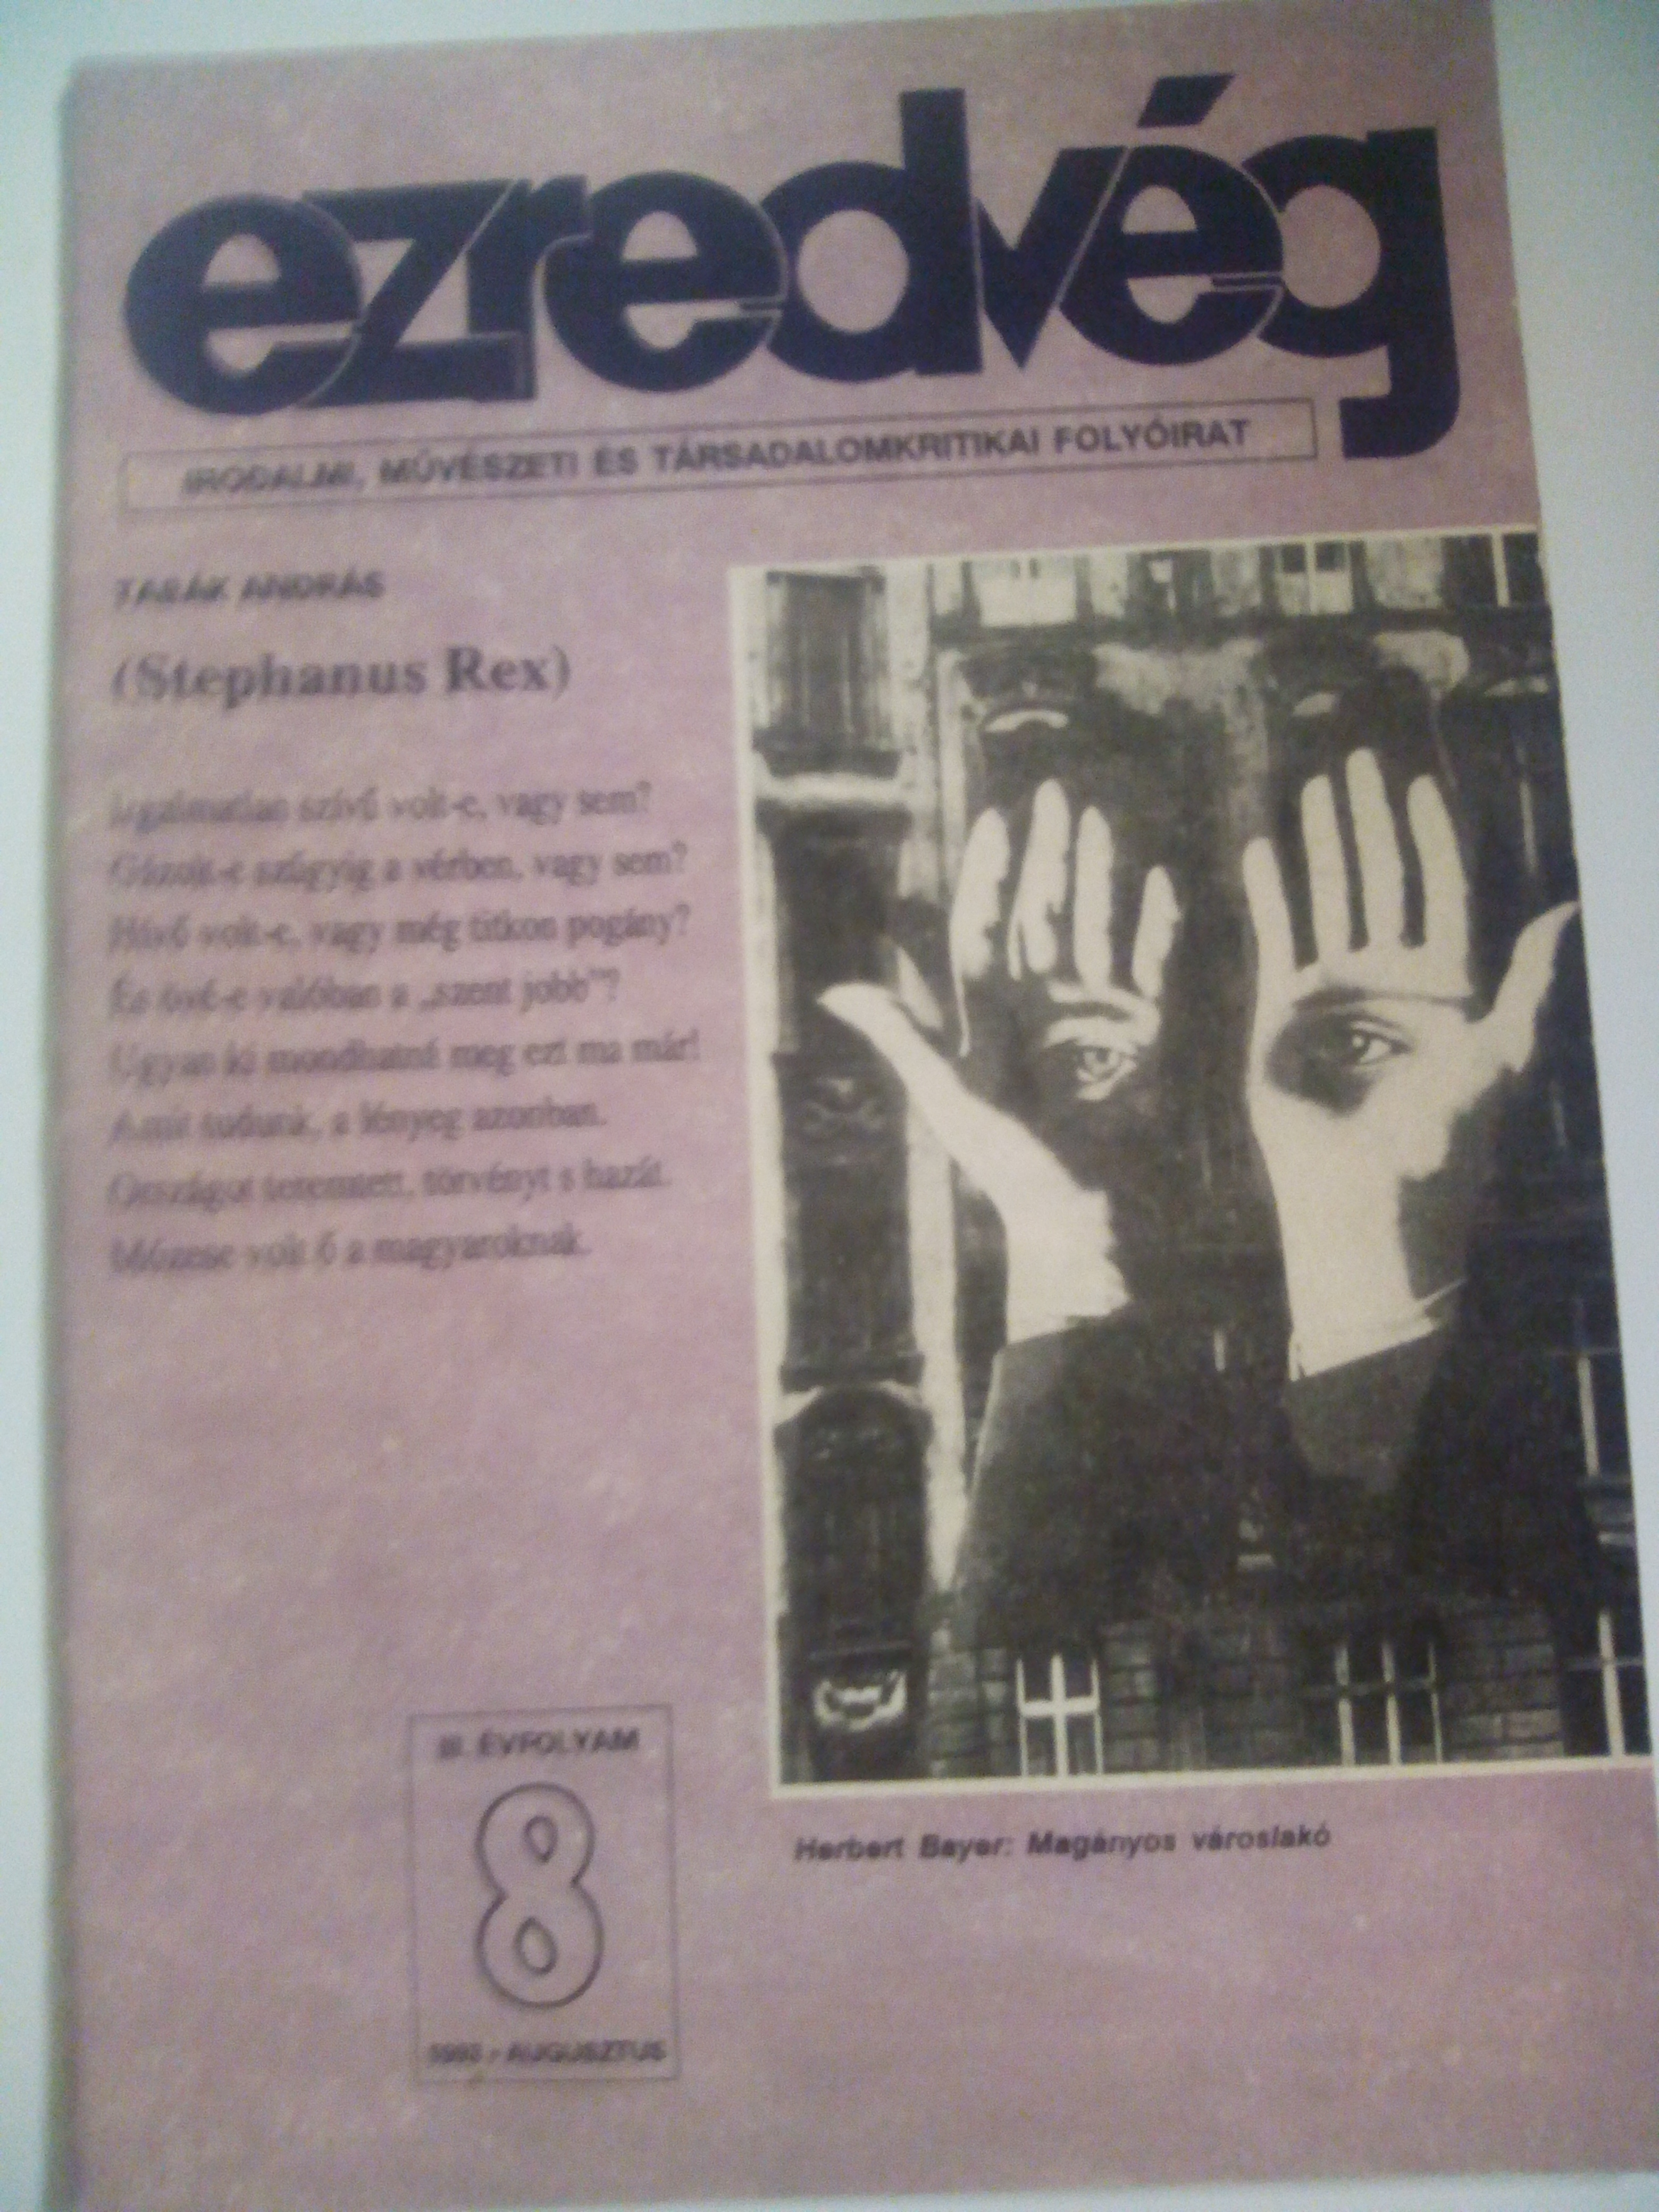 ezredvég
IRODALMI, MŰVÉSZETI ÉS TÁRSADALOMKRITIKAI FOLYÓIRAT
TABÁK ANDRÁS
(Stephanus Rex)
Irgalmatlan szívű volt-e, vagy sem?
Gázolt-e szügyig a vérben, vagy sem?
Hívő volt-e, vagy még titkon pogány?
És övé-e valóban a „szent jobb"?
Ugyan ki mondhatná meg ezt ma már!
Amit tudunk, a lényeg azonban.
Országot teremtett, törvényt s hazát.
Mózese volt ő a magyaroknak.
III. ÉVFOLYAM
8
1993. AUGUSZTUS
Herbert Bayer: Magányos városlakó